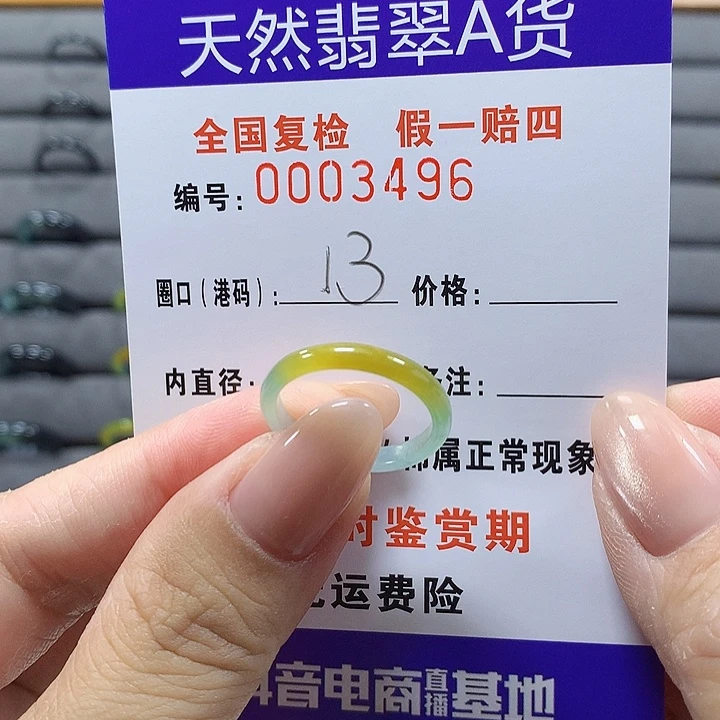 天然翡翠A货
全国复检 假一赔四
编号: 0003496
圈口(港码): 13 价格:
内直径: 注:
属正常现象
时鉴赏期
运费险
音电商直播基地